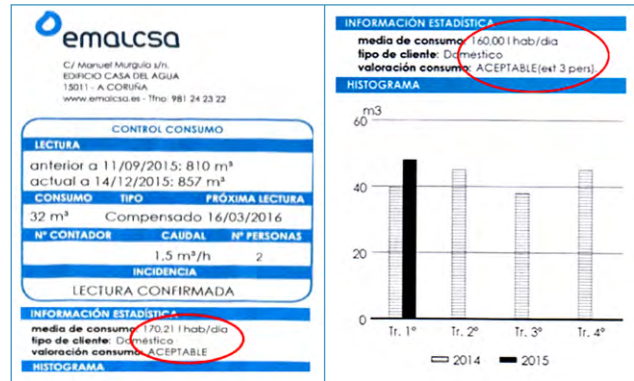 emalcsa
C/ Manuel Murguía s/n.
EDIFICIO CASA DEL AGUA
15011 - A CORUÑA
www.emalcsa.es - Tfno: 981 24 23 22
CONTROL CONSUMO
LECTURA
anterior a 11/09/2015: 810 m³
actual a 14/12/2015: 857 m³
CONSUMO TIPO PRÓXIMA LECTURA
32 m³ Compensado 16/03/2016
Nº CONTADOR CAUDAL Nº PERSONAS
1.5 m³/h 2
INCIDENCIA
LECTURA CONFIRMADA
INFORMACIÓN ESTADÍSTICA
media de consumo: 170,21 l hab/dia
tipo de cliente: Doméstico
valoración consumo: ACEPTABLE
HISTOGRAMA
INFORMACIÓN ESTADÍSTICA
media de consumo: 160,00 l hab/dia
tipo de cliente: Doméstico
valoración consumo: ACEPTABLE(ext 3 pers).
HISTOGRAMA
m3
60
40
20
0
Tr. 1º Tr. 2º Tr. 3º Tr. 4º
2014 2015